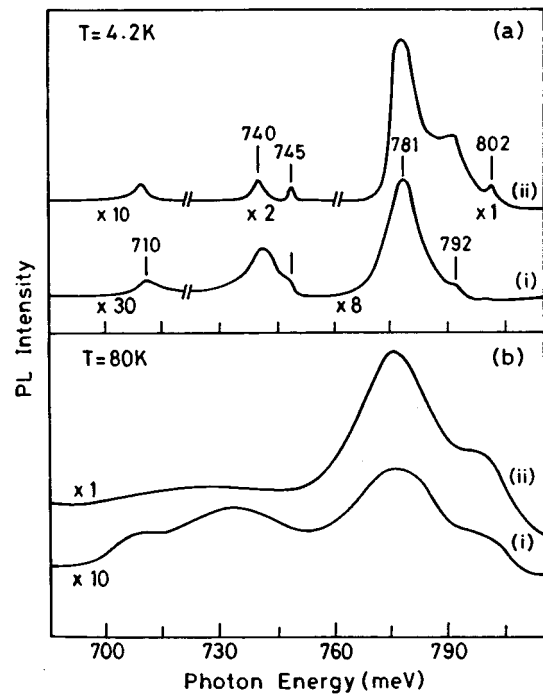 T=4.2K
(a)
740
745
781
802
(ii)
x 10
x 2
x 1
710
792
(i)
x 30
x 8
T=80K
(b)
x 1
(ii)
(i)
x 10
PL Intensity
700
730
760
790
Photon Energy (meV)